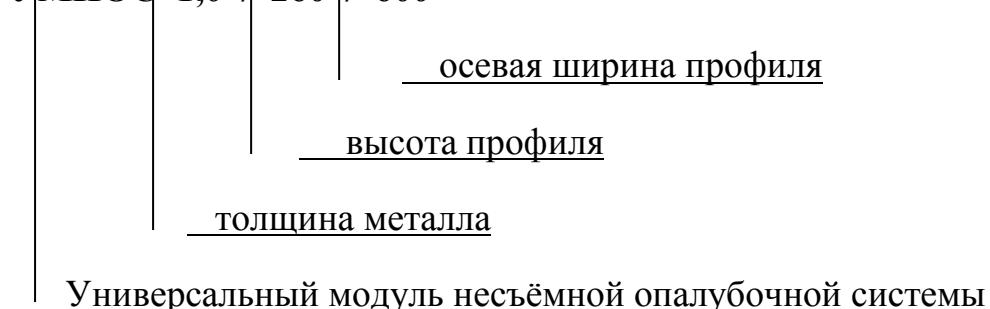 осевая ширина профиля
высота профиля
толщина металла
Универсальный модуль несъёмной опалубочной системы